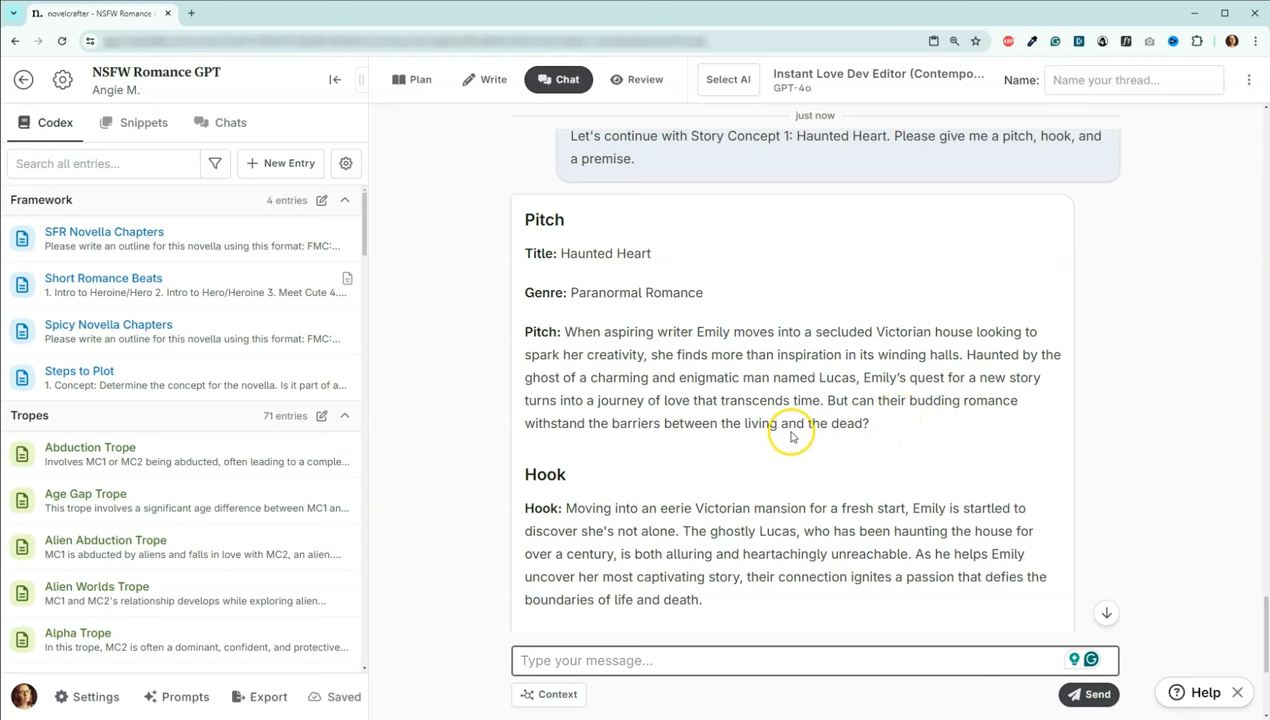 n. novelcrafter - NSFW Romance G
NSFW Romance GPT
Angie M.
Plan
Write
Chat
Review
Select AI
Instant Love Dev Editor (Contempo...
GPT-4o
Name:
Name your thread...
Codex
Snippets
Chats
Search all entries...
+ New Entry
Framework
4 entries
SFR Novella Chapters
Please write an outline for this novella using this format: FMC:...
Short Romance Beats
1. Intro to Heroine/Hero 2. Intro to Hero/Heroine 3. Meet Cute 4....
Spicy Novella Chapters
Please write an outline for this novella using this format: FMC:...
Steps to Plot
1. Concept: Determine the concept for the novella. Is it part of a...
Tropes
71 entries
Abduction Trope
Involves MC1 or MC2 being abducted, often leading to a comple...
Age Gap Trope
This trope involves a significant age difference between MC1 an...
Alien Abduction Trope
MC1 is abducted by aliens and falls in love with MC2, an alien....
Alien Worlds Trope
MC1 and MC2's relationship develops while exploring alien...
Alpha Trope
In this trope, MC2 is often a dominant, confident, and protective...
Settings
Prompts
Export
Saved
just now
Let's continue with Story Concept 1: Haunted Heart. Please give me a pitch, hook, and
a premise.
Pitch
Title: Haunted Heart
Genre: Paranormal Romance
Pitch: When aspiring writer Emily moves into a secluded Victorian house looking to
spark her creativity, she finds more than inspiration in its winding halls. Haunted by the
ghost of a charming and enigmatic man named Lucas, Emily's quest for a new story
turns into a journey of love that transcends time. But can their budding romance
withstand the barriers between the living and the dead?
Hook
Hook: Moving into an eerie Victorian mansion for a fresh start, Emily is startled to
discover she's not alone. The ghostly Lucas, who has been haunting the house for
over a century, is both alluring and heartachingly unreachable. As he helps Emily
uncover her most captivating story, their connection ignites a passion that defies the
boundaries of life and death.
Type your message...
Context
Send
Help